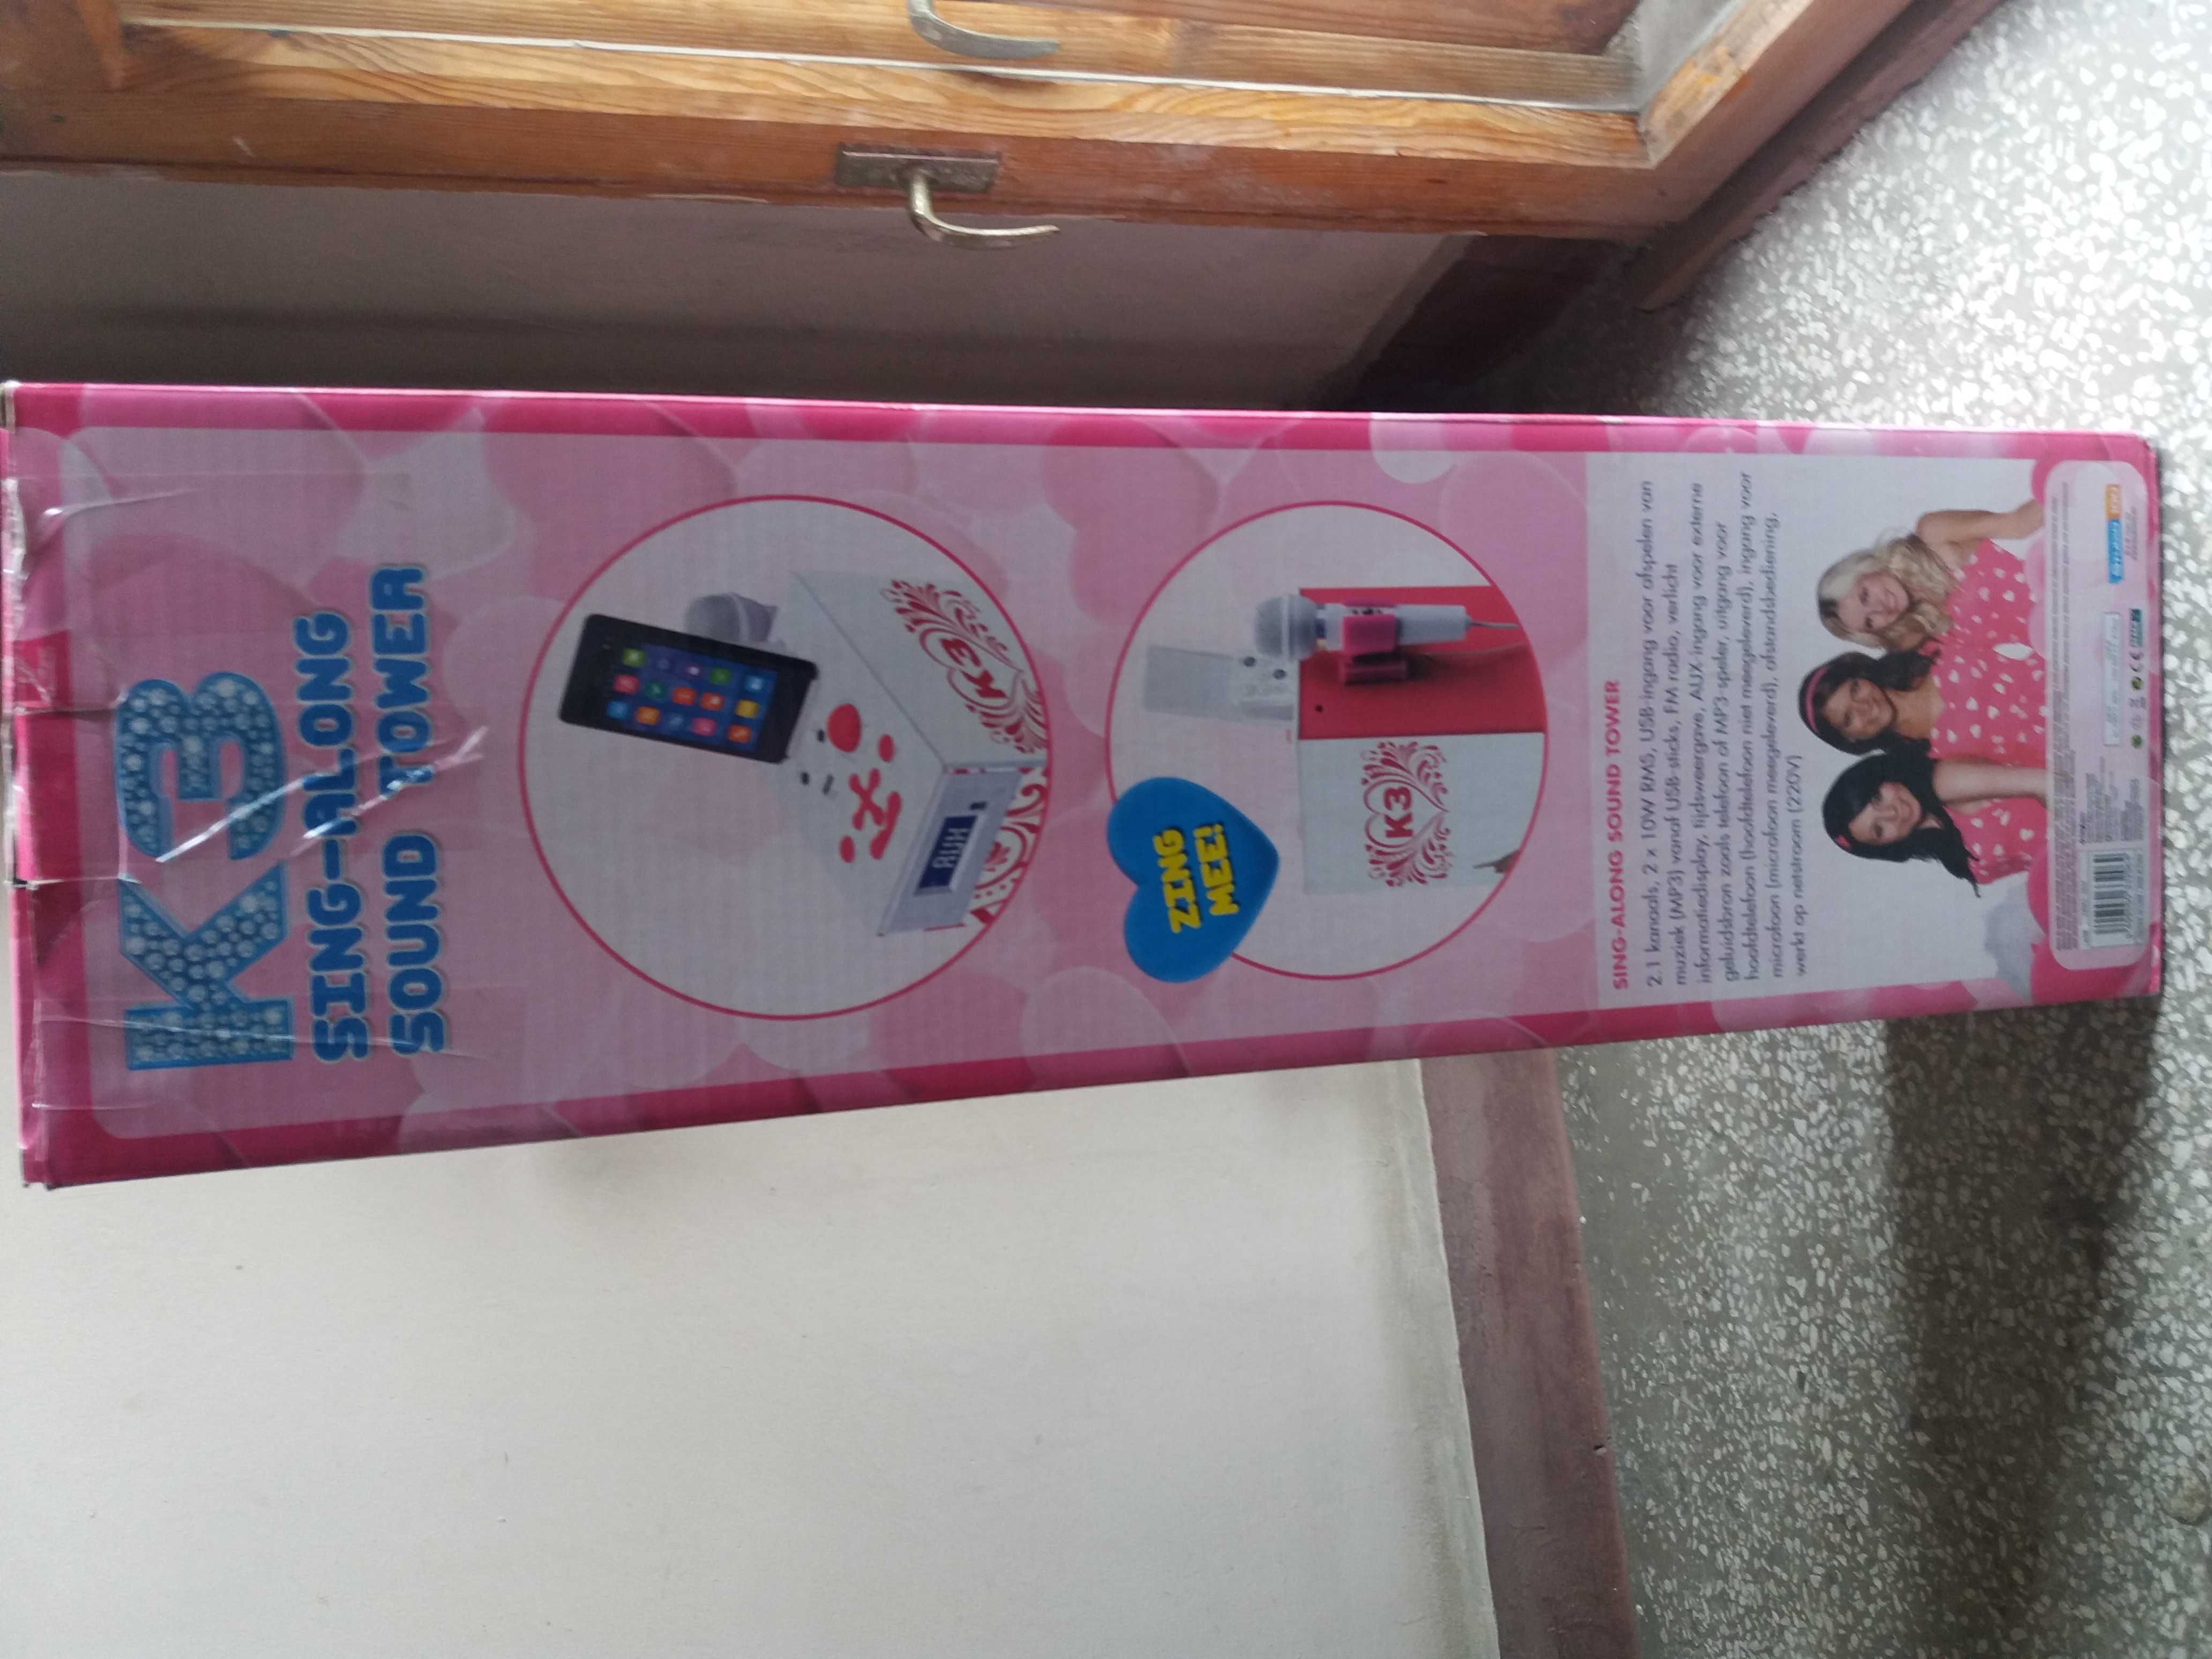 K3
SING-ALONG
SOUND TOWER
K3
AUX
ZING
MEE!
K3
SING-ALONG SOUND TOWER
2.1 kanaals, 2 x 10W RMS, USB-ingang voor afspelen van
muziek (MP3) vanaf USB-sticks, FM radio, verlicht
informatiedisplay, tijdsweergave, AUX-ingang voor externe
geluidsbron zoals telefoon of MP3-speler, uitgang voor
hoofdtelefoon (hoofdtelefoon niet meegeleverd), ingang voor
microfoon (microfoon meegeleverd), afstandsbediening,
werkt op netstroom (220V)